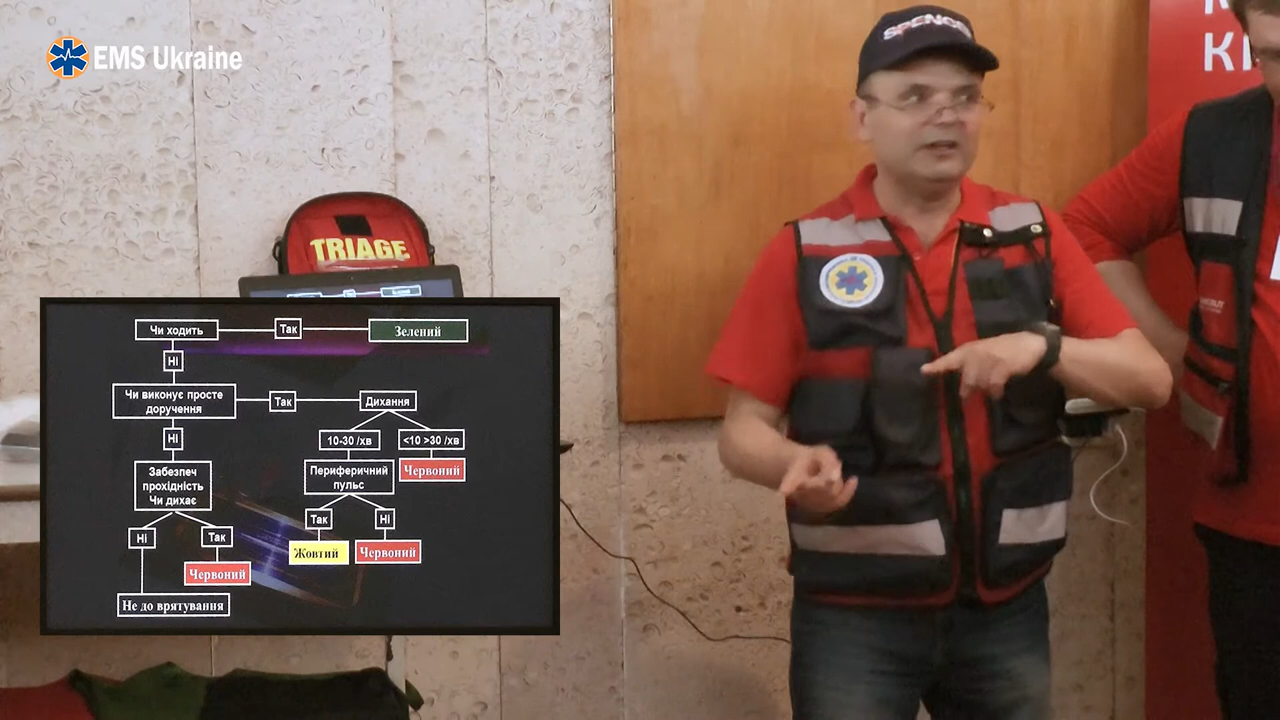 EMS Ukraine
SPENCER
TRIAGE
Чи ходить
Так
Зелений
Ні
Чи виконує просте
доручення
Так
Дихання
Ні
10-30 /хв
<10 >30 /хв
Забезпеч
прохідність
Чи дихає
Периферичний
пульс
Червоний
Ні
Так
Так
Ні
Червоний
Жовтий
Червоний
Не до врятування